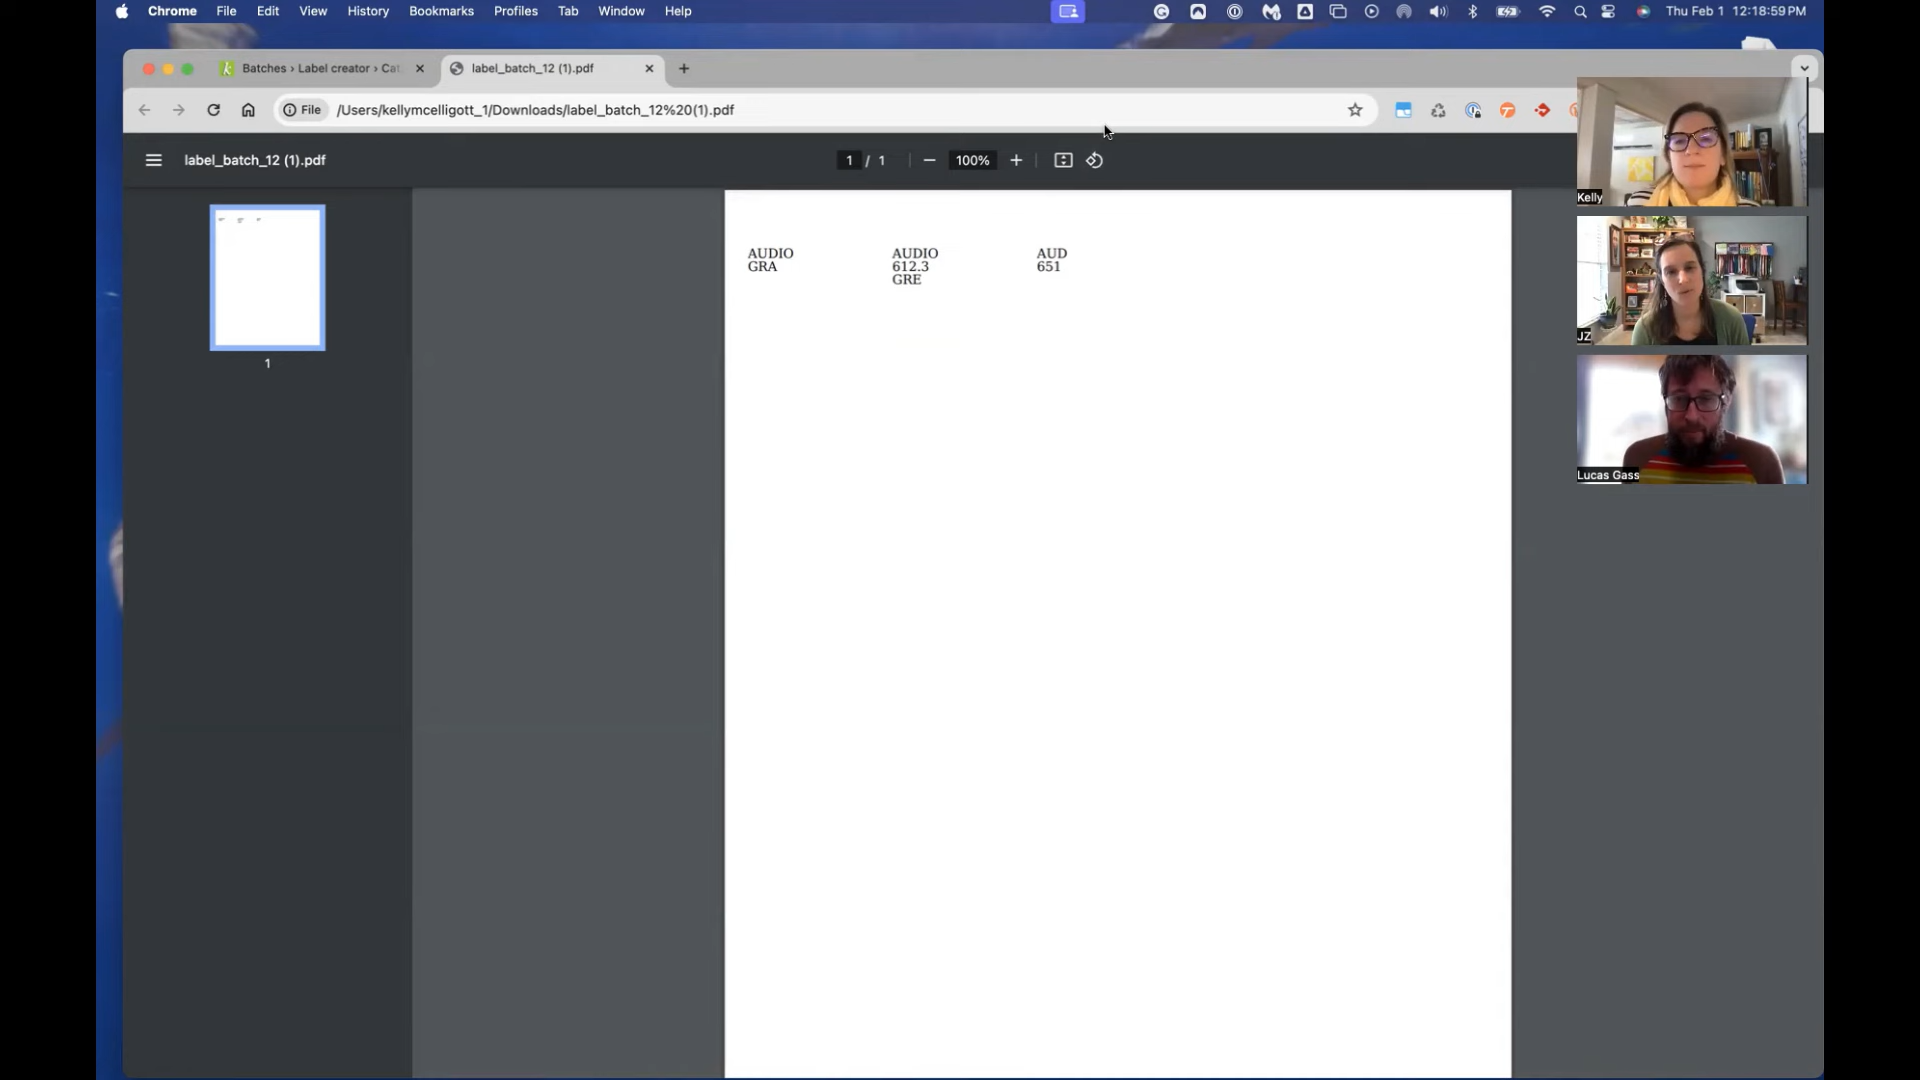 Chrome File Edit View History Bookmarks Profiles Tab Window Help Thu Feb 1 12:18:59 PM
Batches › Label creator › Cat label_batch_12 (1).pdf
File /Users/kellymcelligott_1/Downloads/label_batch_12%20(1).pdf
label_batch_12 (1).pdf 1 / 1 100%
Kelly
AUDIO
GRA
AUDIO
612.3
GRE
AUD
651
1
JZ
Lucas Gass